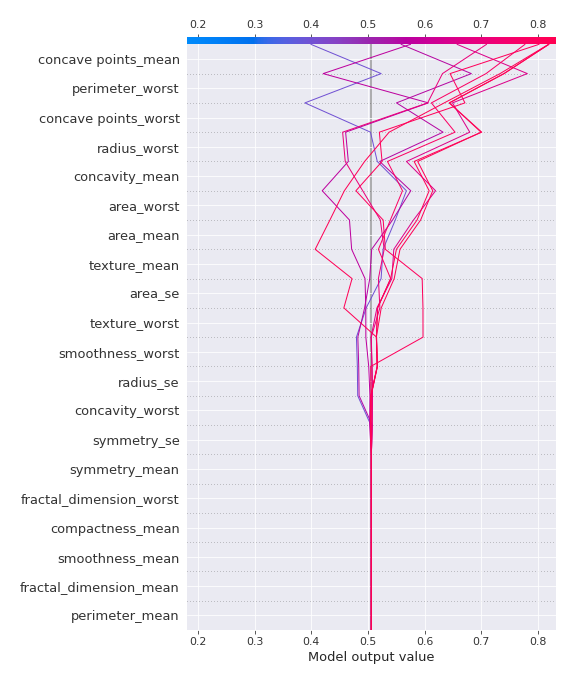 0.2 0.3 0.4 0.5 0.6 0.7 0.8
concave points_mean
perimeter_worst
concave points_worst
radius_worst
concavity_mean
area_worst
area_mean
texture_mean
area_se
texture_worst
smoothness_worst
radius_se
concavity_worst
symmetry_se
symmetry_mean
fractal_dimension_worst
compactness_mean
smoothness_mean
fractal_dimension_mean
perimeter_mean
0.2 0.3 0.4 0.5 0.6 0.7 0.8
Model output value